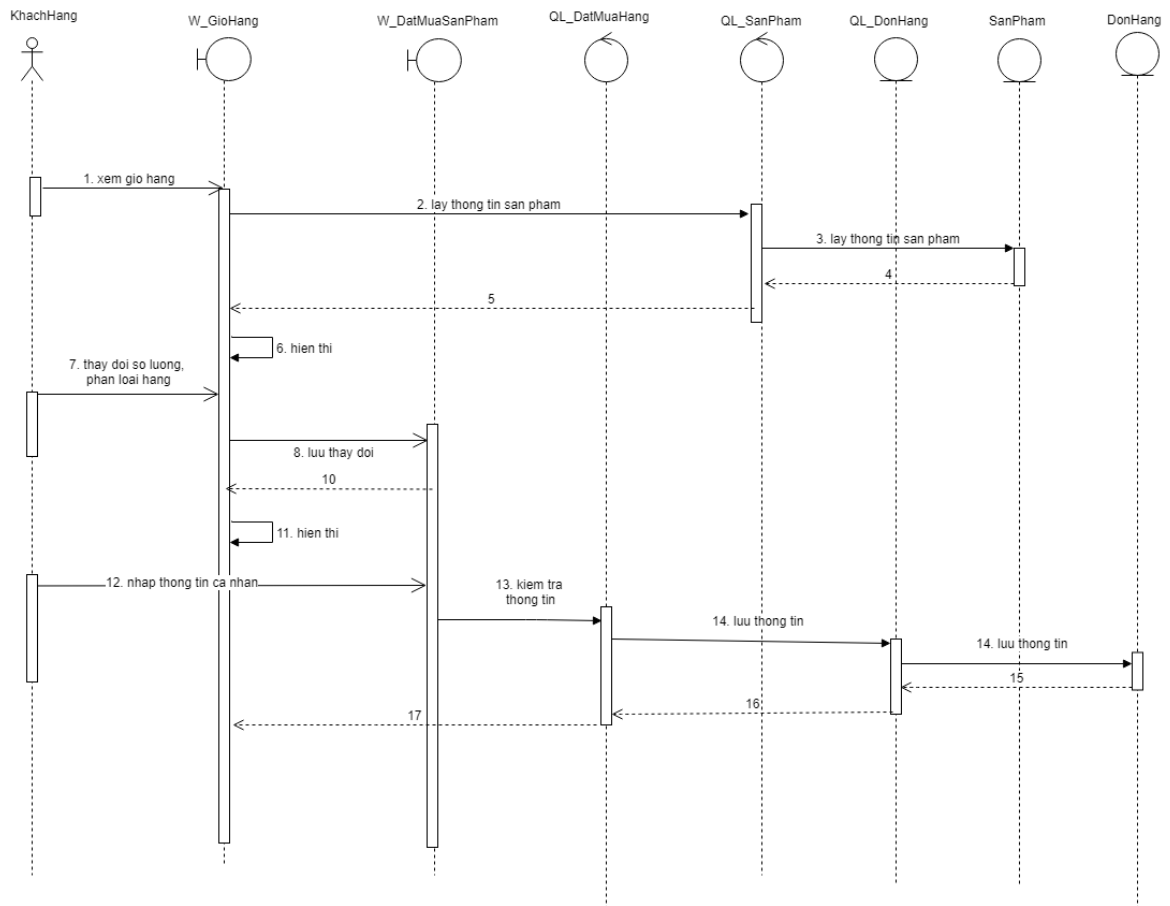 KhachHang
W_GioHang
W_DatMuaSanPham
QL_DatMuaHang
QL_SanPham
QL_DonHang
SanPham
DonHang
1. xem gio hang
2. lay thong tin san pham
3. lay thong tin san pham
4
5
6. hien thi
7. thay doi so luong,
phan loai hang
8. luu thay doi
10
11. hien thi
12. nhap thong tin ca nhan
13. kiem tra
thong tin
14. luu thong tin
14. luu thong tin
15
16
17